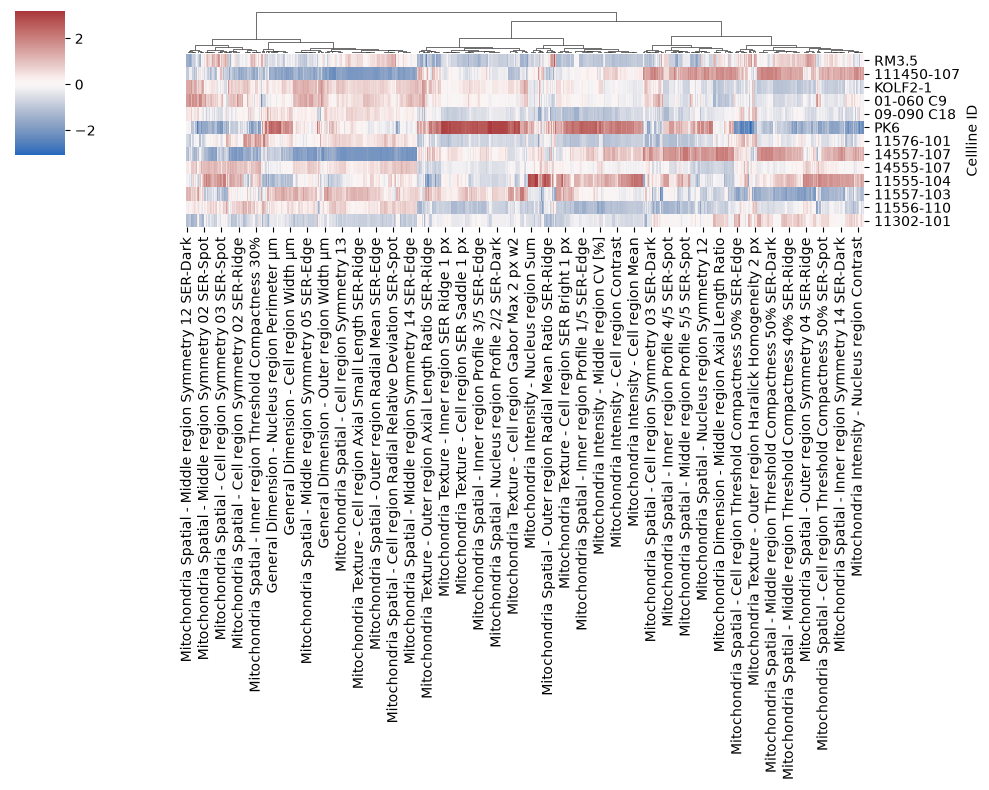 2
0
−2
RM3.5
111450-107
KOLF2-1
01-060 C9
09-090 C18
PK6
11576-101
14557-107
14555-107
11555-104
11557-103
11556-110
11302-101
Cellline ID
Mitochondria Spatial - Middle region Symmetry 12 SER-Dark
Mitochondria Spatial - Middle region Symmetry 02 SER-Spot
Mitochondria Spatial - Cell region Symmetry 03 SER-Spot
Mitochondria Spatial - Cell region Symmetry 02 SER-Ridge
Mitochondria Spatial - Inner region Threshold Compactness 30%
General Dimension - Nucleus region Perimeter µm
General Dimension - Cell region Width µm
Mitochondria Spatial - Middle region Symmetry 05 SER-Edge
General Dimension - Outer region Width µm
Mitochondria Spatial - Cell region Symmetry 13
Mitochondria Texture - Cell region Axial Small Length SER-Ridge
Mitochondria Spatial - Outer region Radial Mean SER-Edge
Mitochondria Spatial - Cell region Radial Relative Deviation SER-Spot
Mitochondria Spatial - Middle region Symmetry 14 SER-Edge
Mitochondria Texture - Outer region Axial Length Ratio SER-Ridge
Mitochondria Texture - Inner region SER Ridge 1 px
Mitochondria Texture - Cell region SER Saddle 1 px
Mitochondria Spatial - Inner region Profile 3/5 SER-Edge
Mitochondria Spatial - Nucleus region Profile 2/2 SER-Dark
Mitochondria Texture - Cell region Gabor Max 2 px w2
Mitochondria Intensity - Nucleus region Sum
Mitochondria Spatial - Outer region Radial Mean Ratio SER-Ridge
Mitochondria Texture - Cell region SER Bright 1 px
Mitochondria Spatial - Inner region Profile 1/5 SER-Edge
Mitochondria Intensity - Middle region CV [%]
Mitochondria Intensity - Cell region Contrast
Mitochondria Intensity - Cell region Mean
Mitochondria Spatial - Cell region Symmetry 03 SER-Dark
Mitochondria Spatial - Inner region Profile 4/5 SER-Edge
Mitochondria Spatial - Middle region Profile 5/5 SER-Spot
Mitochondria Spatial - Nucleus region Symmetry 12
Mitochondria Dimension - Middle region Axial Length Ratio
Mitochondria Spatial - Cell region Threshold Compactness 50% SER-Edge
Mitochondria Texture - Outer region Haralick Homogeneity 2 px
Mitochondria Spatial - Middle region Threshold Compactness 50% SER-Dark
Mitochondria Spatial - Middle region Threshold Compactness 40% SER-Ridge
Mitochondria Spatial - Outer region Symmetry 04 SER-Ridge
Mitochondria Spatial - Cell region Threshold Compactness 50% SER-Spot
Mitochondria Spatial - Inner region Symmetry 14 SER-Dark
Mitochondria Intensity - Nucleus region Contrast